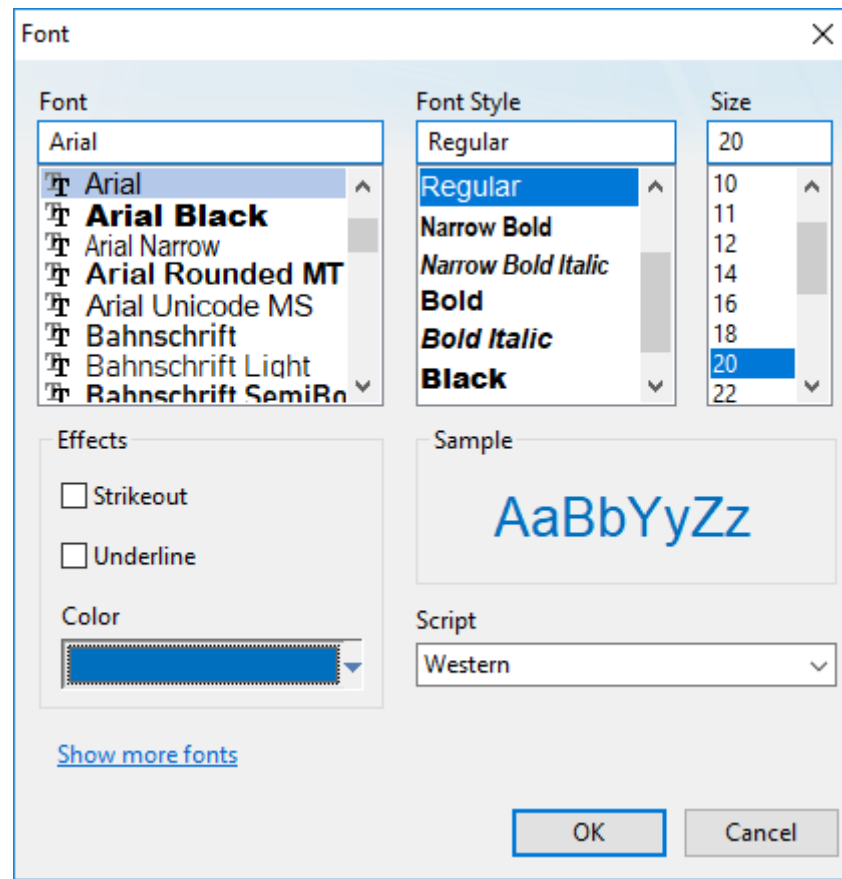 Font
Font
Font Style
Size
Arial
Regular
20
Arial
Arial Black
Arial Narrow
Arial Rounded MT
Arial Unicode MS
Bahnschrift
Bahnschrift Light
Bahnschrift SemiBo
Regular
Narrow Bold
Narrow Bold Italic
Bold
Bold Italic
Black
10
11
12
14
16
18
20
22
Effects
Strikeout
Underline
Color
Sample
AaBbYyZz
Script
Western
Show more fonts
OK
Cancel